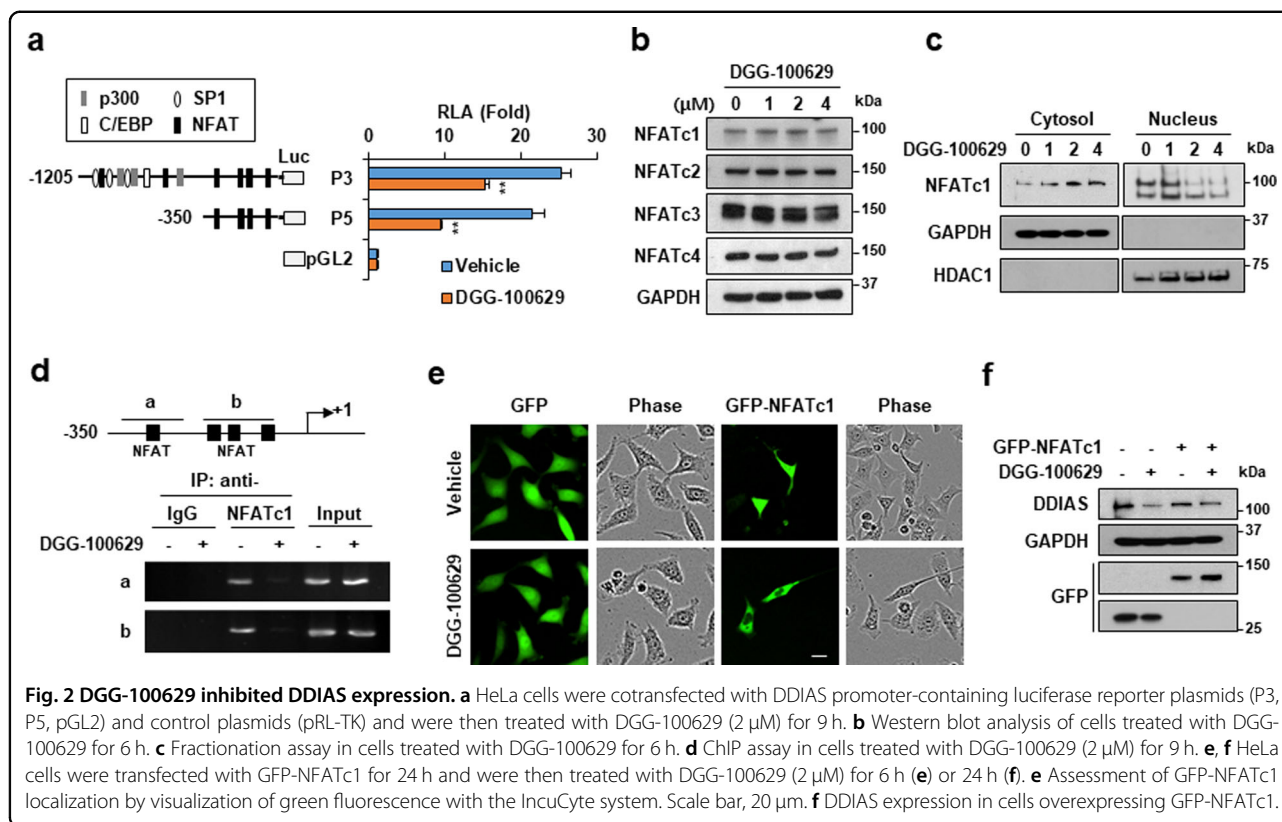 a
p300 SP1
C/EBP NFAT
RLA (Fold)
0 10 20 30
Luc
-1205 P3
**
-350 P5
**
pGL2
Vehicle
DGG-100629
b
DGG-100629
(μM) 0 1 2 4 kDa
NFATc1 100
NFATc2 150
NFATc3 150
NFATc4 150
GAPDH 37
c
Cytosol Nucleus
DGG-100629 0 1 2 4 0 1 2 4 kDa
NFATc1 100
GAPDH 37
HDAC1 75
d
a b
+1
-350
NFAT NFAT
IP: anti-
IgG NFATc1 Input
DGG-100629 - + - + - +
a
b
e
GFP Phase GFP-NFATc1 Phase
Vehicle
DGG-100629
f
GFP-NFATc1 - - + +
DGG-100629 - + - + kDa
DDIAS 100
GAPDH 37
GFP 150
25
Fig. 2 DGG-100629 inhibited DDIAS expression. a HeLa cells were cotransfected with DDIAS promoter-containing luciferase reporter plasmids (P3,
P5, pGL2) and control plasmids (pRL-TK) and were then treated with DGG-100629 (2 μM) for 9 h. b Western blot analysis of cells treated with DGG-
100629 for 6 h. c Fractionation assay in cells treated with DGG-100629 for 6 h. d ChIP assay in cells treated with DGG-100629 (2 μM) for 9 h. e, f HeLa
cells were transfected with GFP-NFATc1 for 24 h and were then treated with DGG-100629 (2 μM) for 6 h (e) or 24 h (f). e Assessment of GFP-NFATc1
localization by visualization of green fluorescence with the IncuCyte system. Scale bar, 20 μm. f DDIAS expression in cells overexpressing GFP-NFATc1.